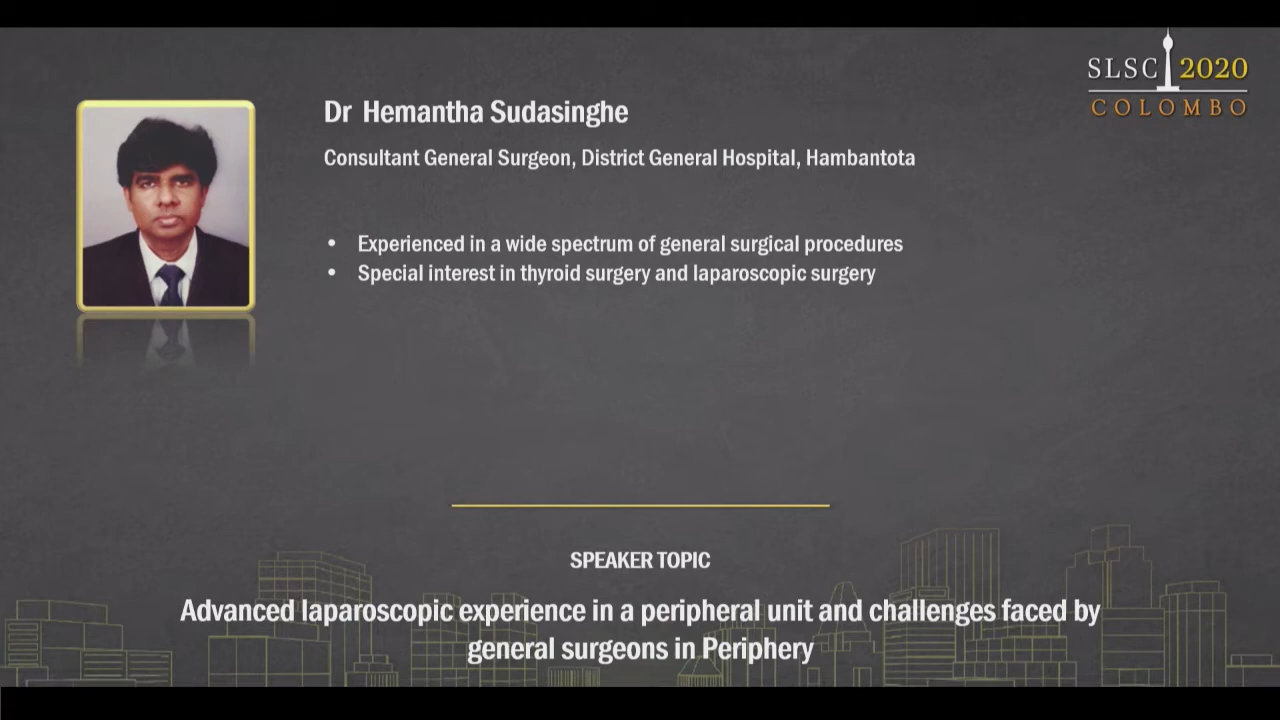 SLSC 2020
COLOMBO
Dr Hemantha Sudasinghe
Consultant General Surgeon, District General Hospital, Hambantota
• Experienced in a wide spectrum of general surgical procedures
• Special interest in thyroid surgery and laparoscopic surgery
SPEAKER TOPIC
Advanced laparoscopic experience in a peripheral unit and challenges faced by
general surgeons in Periphery